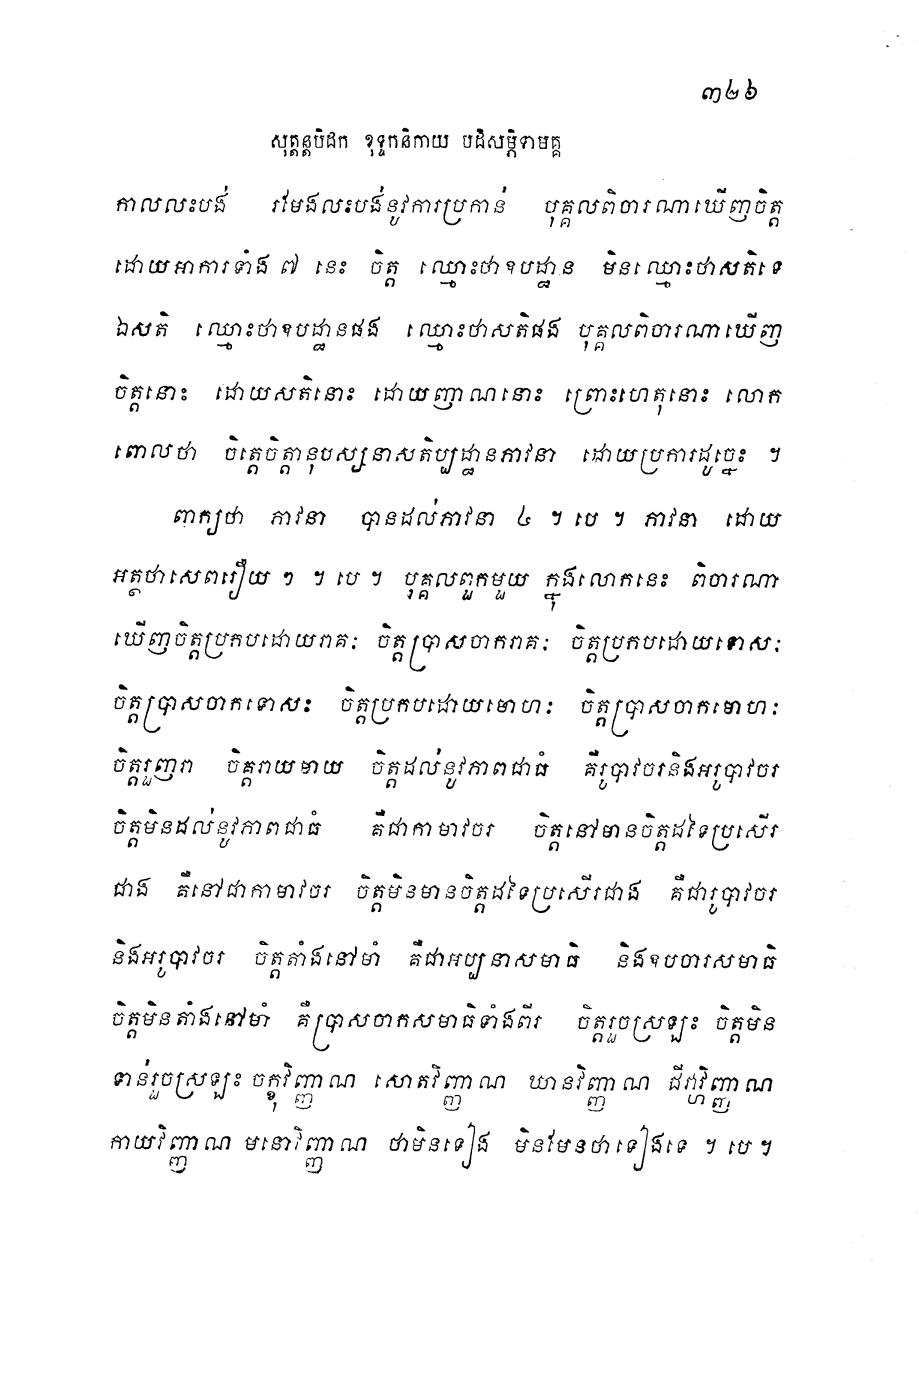 ៣២៦
សុត្តន្តបិដក ខុទ្ទកនិកាយ បដិសម្ភិទាមគ្គ
កាលលះបង់ រមែងលះបង់នូវការប្រកាន់ បុគ្គលពិចារណាឃើញចិត្ត
ដោយអាការទាំង ៧ នេះ ចិត្ត ឈ្មោះថាឧបដ្ឋាន មិនឈ្មោះថាសតិទេ
ឯសតិ ឈ្មោះថាឧបដ្ឋានផង ឈ្មោះថាសតិផង បុគ្គលពិចារណាឃើញ
ចិត្តនោះ ដោយសតិនោះ ដោយញាណនោះ ព្រោះហេតុនោះ លោក
ពោលថា ចិត្តេចិត្តានុបស្សនាសតិប្បដ្ឋានភាវនា ដោយប្រការដូច្នេះ ។
ពាក្យថា ភាវនា បានដល់ភាវនា ៤ ។ បេ ។ ភាវនា ដោយ
អត្ថថាសេពរឿយ ៗ ។ បេ ។ បុគ្គលពួកមួយ ក្នុងលោកនេះ ពិចារណា
ឃើញចិត្តប្រកបដោយរាគៈ ចិត្តប្រាសចាករាគៈ ចិត្តប្រកបដោយទោសៈ
ចិត្តប្រាសចាកទោសៈ ចិត្តប្រកបដោយមោហៈ ចិត្តប្រាសចាកមោហៈ
ចិត្តរួញរា ចិត្តរាយមាយ ចិត្តដល់នូវភាពជាធំ គឺរូបាវចរនិងអរូបាវចរ
ចិត្តមិនដល់នូវភាពជាធំ គឺជាកាមាវចរ ចិត្តនៅមានចិត្តដទៃប្រសើរ
ជាង គឺនៅជាកាមាវចរ ចិត្តមិនមានចិត្តដទៃប្រសើរជាង គឺជារូបាវចរ
និងអរូបាវចរ ចិត្តតាំងនៅមាំ គឺជាអប្បនាសមាធិ និងឧបចារសមាធិ
ចិត្តមិនតាំងនៅមាំ គឺប្រាសចាកសមាធិទាំងពីរ ចិត្តរួចស្រឡះ ចិត្តមិន
ទាន់រួចស្រឡះ ចក្ខុវិញ្ញាណ សោតវិញ្ញាណ ឃានវិញ្ញាណ ជីវ្ហាវិញ្ញាណ
កាយវិញ្ញាណ មនោវិញ្ញាណ ថាមិនទៀង មិនមែនថាទៀងទេ ។ បេ ។